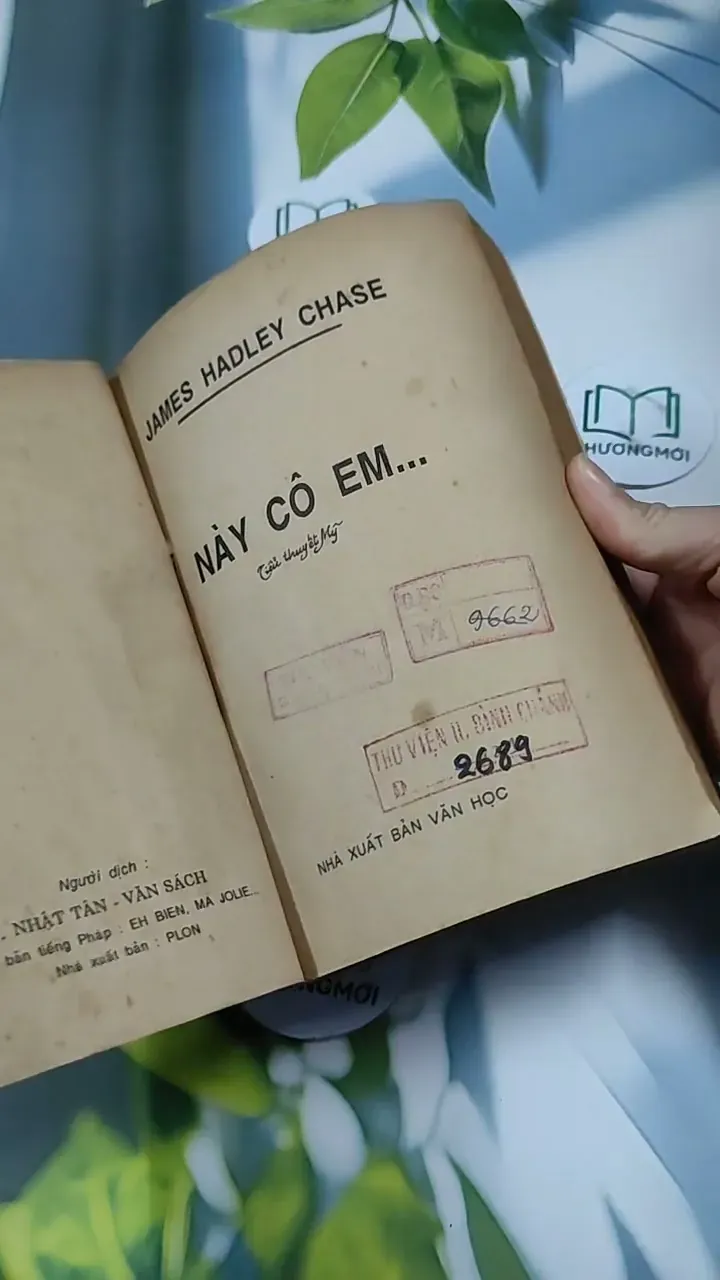 JAMES HADLEY CHASE
NÀY CÔ EM...
Tiểu thuyết Mỹ
9662
THƯ VIỆN H. BÌNH CHÁNH
Đ 2689
NHÀ XUẤT BẢN VĂN HỌC
Người dịch :
- NHẬT TÂN - VĂN SÁCH
bản tiếng Pháp : EH BIEN, MA JOLIE...
Nhà xuất bản : PLON
HƯƠNGMỚI
NGMỚI